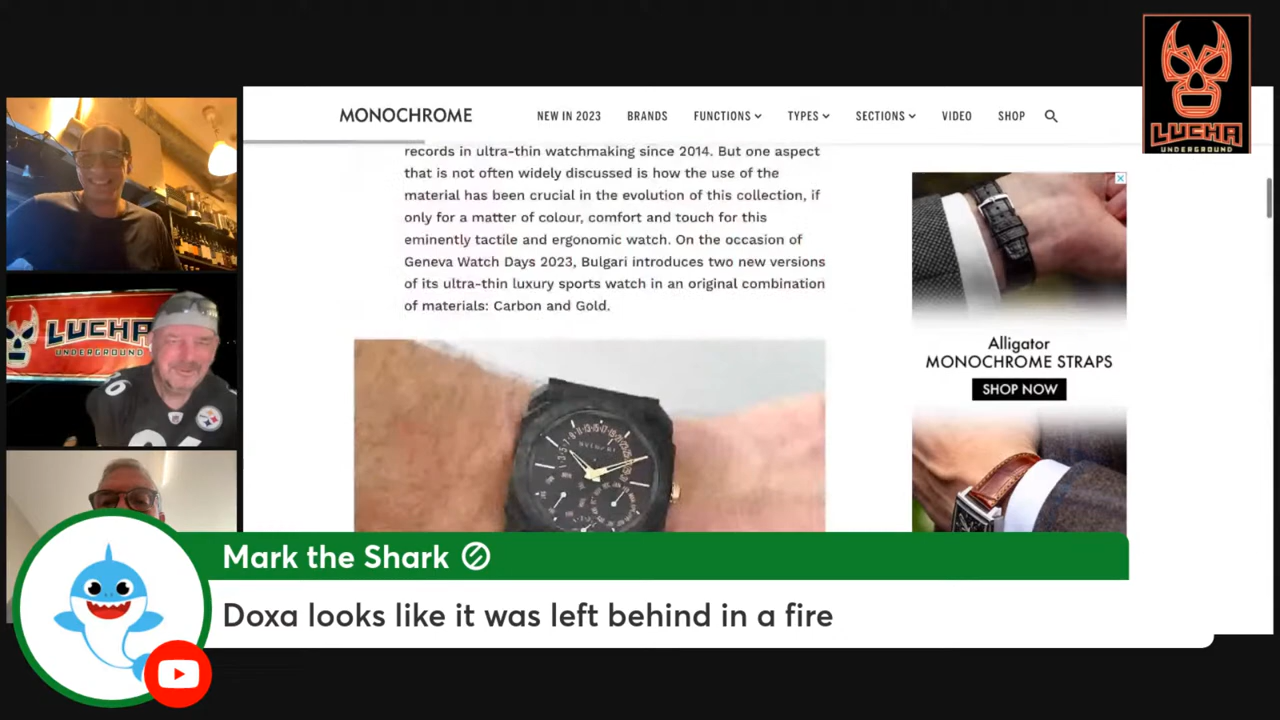 MONOCHROME
NEW IN 2023 BRANDS FUNCTIONS TYPES SECTIONS VIDEO SHOP
LUCHA
UNDERGROUND
records in ultra-thin watchmaking since 2014. But one aspect
that is not often widely discussed is how the use of the
material has been crucial in the evolution of this collection, if
only for a matter of colour, comfort and touch for this
eminently tactile and ergonomic watch. On the occasion of
Geneva Watch Days 2023, Bulgari introduces two new versions
of its ultra-thin luxury sports watch in an original combination
of materials: Carbon and Gold.
LUCHA
UNDERGROUND
BVLGARI
Alligator
MONOCHROME STRAPS
SHOP NOW
Mark the Shark
Doxa looks like it was left behind in a fire